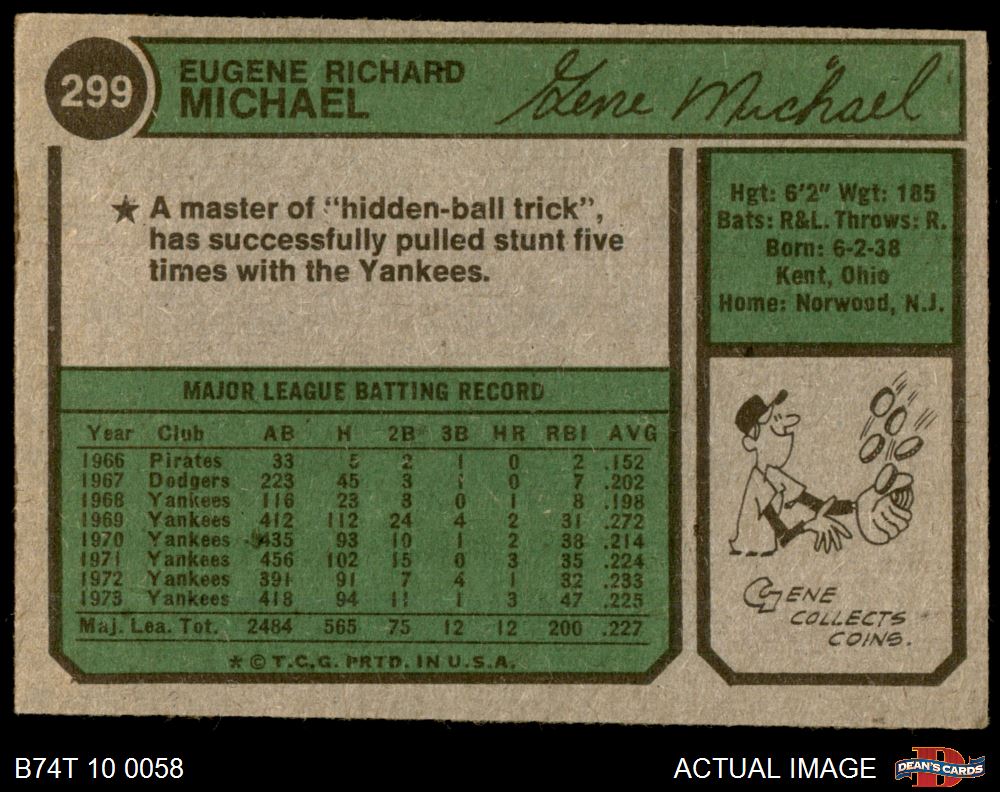 299
EUGENE RICHARD
MICHAEL
Gene Michael
★ A master of "hidden-ball trick",
has successfully pulled stunt five
times with the Yankees.
Hgt: 6'2" Wgt: 185
Bats: R&L. Throws: R.
Born: 6-2-38
Kent, Ohio
Home: Norwood, N.J.
MAJOR LEAGUE BATTING RECORD
Year Club AB H 2B 3B HR RBI AVG
1966 Pirates 33 5 2 1 0 2 .152
1967 Dodgers 223 45 3 1 0 7 .202
1968 Yankees 116 23 3 0 1 8 .198
1969 Yankees 412 112 24 4 2 31 .272
1970 Yankees 435 93 10 1 2 38 .214
1971 Yankees 456 102 15 0 3 35 .224
1972 Yankees 391 91 7 4 1 32 .233
1973 Yankees 418 94 11 1 3 47 .225
Maj. Lea. Tot. 2484 565 75 12 12 200 .227
* © T.C.G. PRTD. IN U.S.A.
GENE
COLLECTS
COINS.
B74T 10 0058
ACTUAL IMAGE
DEAN'S CARDS